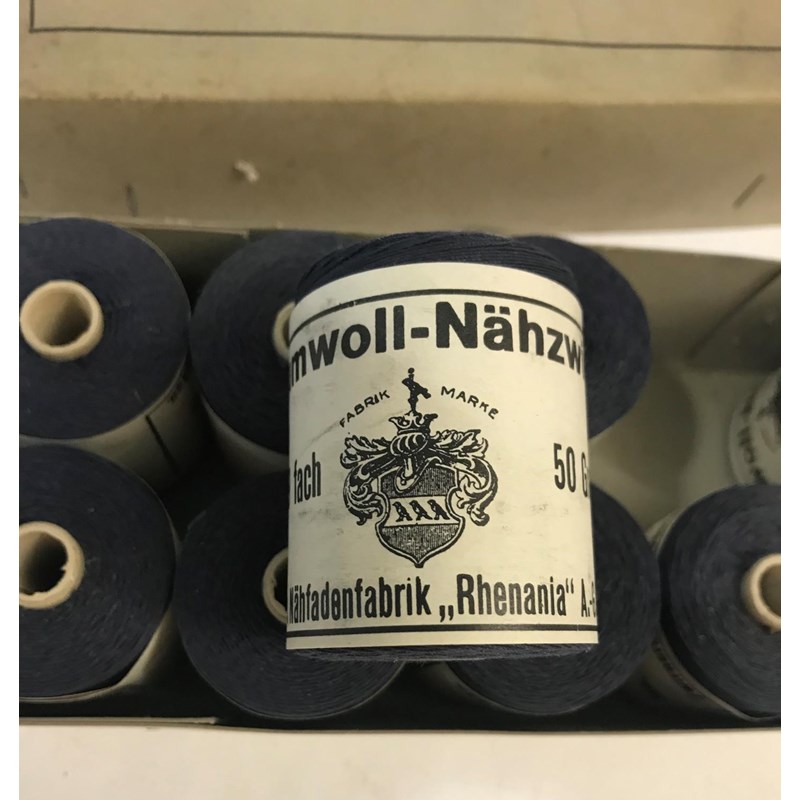 mwoll-Nähzw
FABRIK MARKE
fach 50 G
Nähfadenfabrik „Rhenania“ A.-